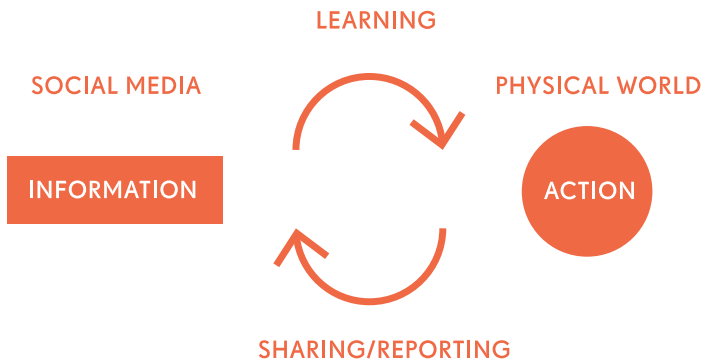 LEARNING
SOCIAL MEDIA
PHYSICAL WORLD
INFORMATION
ACTION
SHARING/REPORTING